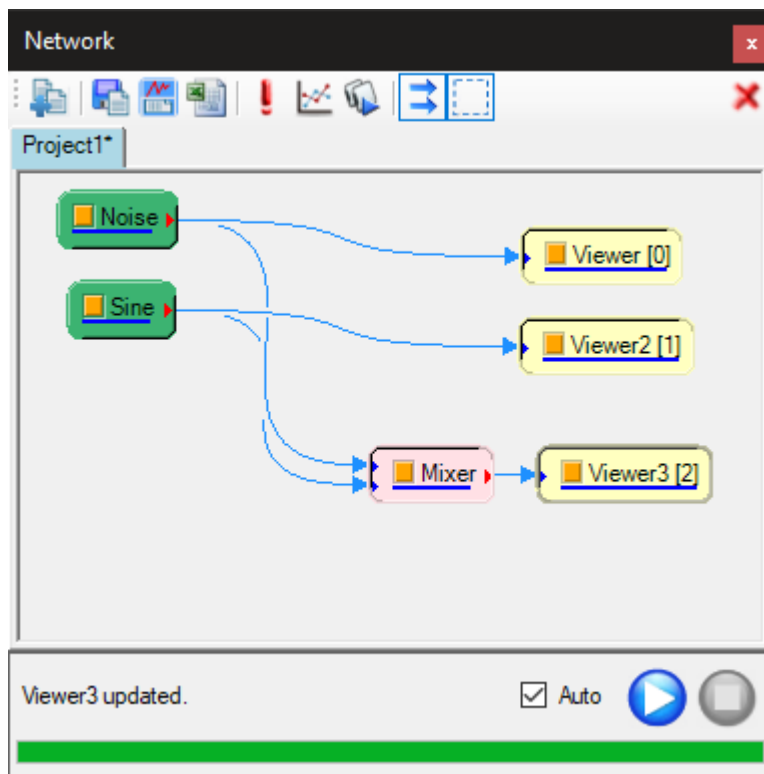 Network
x
Project1*
Noise
Viewer [0]
Sine
Viewer2 [1]
Mixer
Viewer3 [2]
Viewer3 updated.
Auto